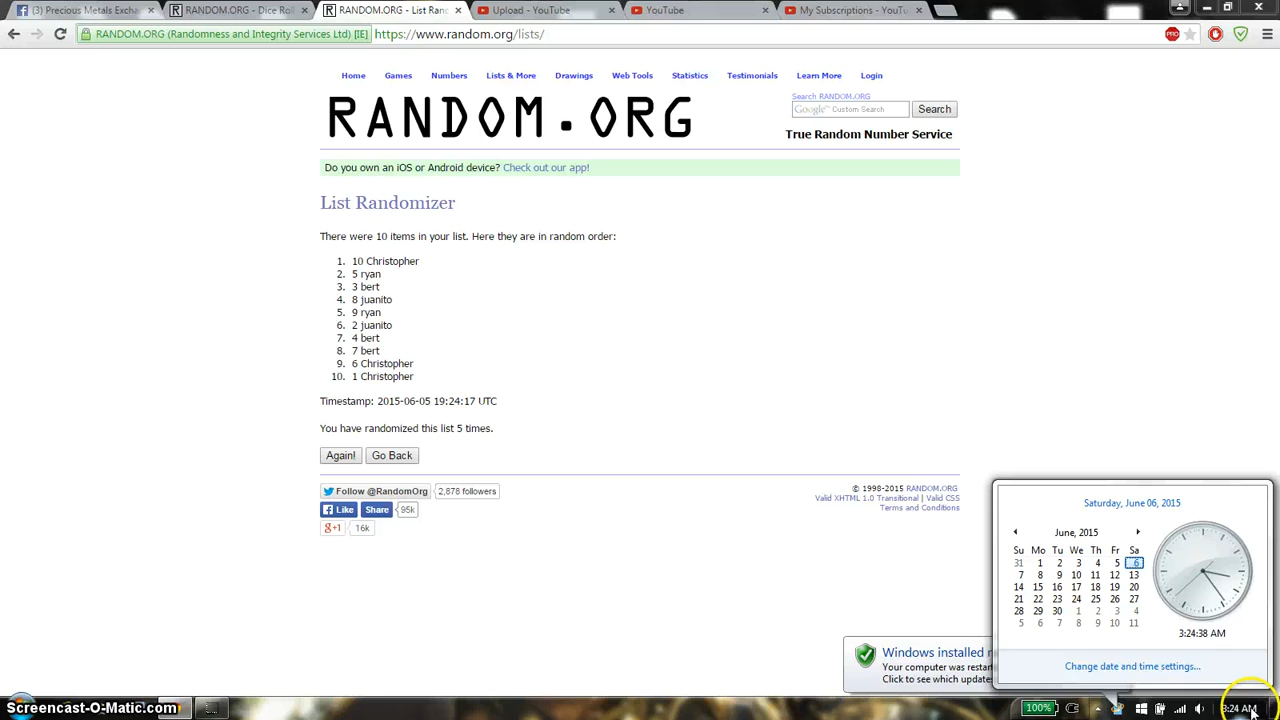 (3) Precious Metals Exchan
RANDOM.ORG - Dice Roll
RANDOM.ORG - List Rand
Upload - YouTube
YouTube
My Subscriptions - YouTu
RANDOM.ORG (Randomness and Integrity Services Ltd) [IE]
https://www.random.org/lists/
PRO
Home Games Numbers Lists & More Drawings Web Tools Statistics Testimonials Learn More Login
Search RANDOM.ORG
RANDOM.ORG
Google™ Custom Search
Search
True Random Number Service
Do you own an iOS or Android device? Check out our app!
List Randomizer
There were 10 items in your list. Here they are in random order:
1. 10 Christopher
2. 5 ryan
3. 3 bert
4. 8 juanito
5. 9 ryan
6. 2 juanito
7. 4 bert
8. 7 bert
9. 6 Christopher
10. 1 Christopher
Timestamp: 2015-06-05 19:24:17 UTC
You have randomized this list 5 times.
Again! Go Back
Follow @RandomOrg 2,878 followers
Like Share 95k
g+1 16k
© 1998-2015 RANDOM.ORG
Valid XHTML 1.0 Transitional | Valid CSS
Terms and Conditions
Saturday, June 06, 2015
June, 2015
Su Mo Tu We Th Fr Sa
31 1 2 3 4 5 6
7 8 9 10 11 12 13
14 15 16 17 18 19 20
21 22 23 24 25 26 27
28 29 30 1 2 3 4
5 6 7 8 9 10 11
3:24:38 AM
Change date and time settings...
Windows installed
Your computer was restart
Click to see which update
Screencast-O-Matic.com
100%
3:24 AM